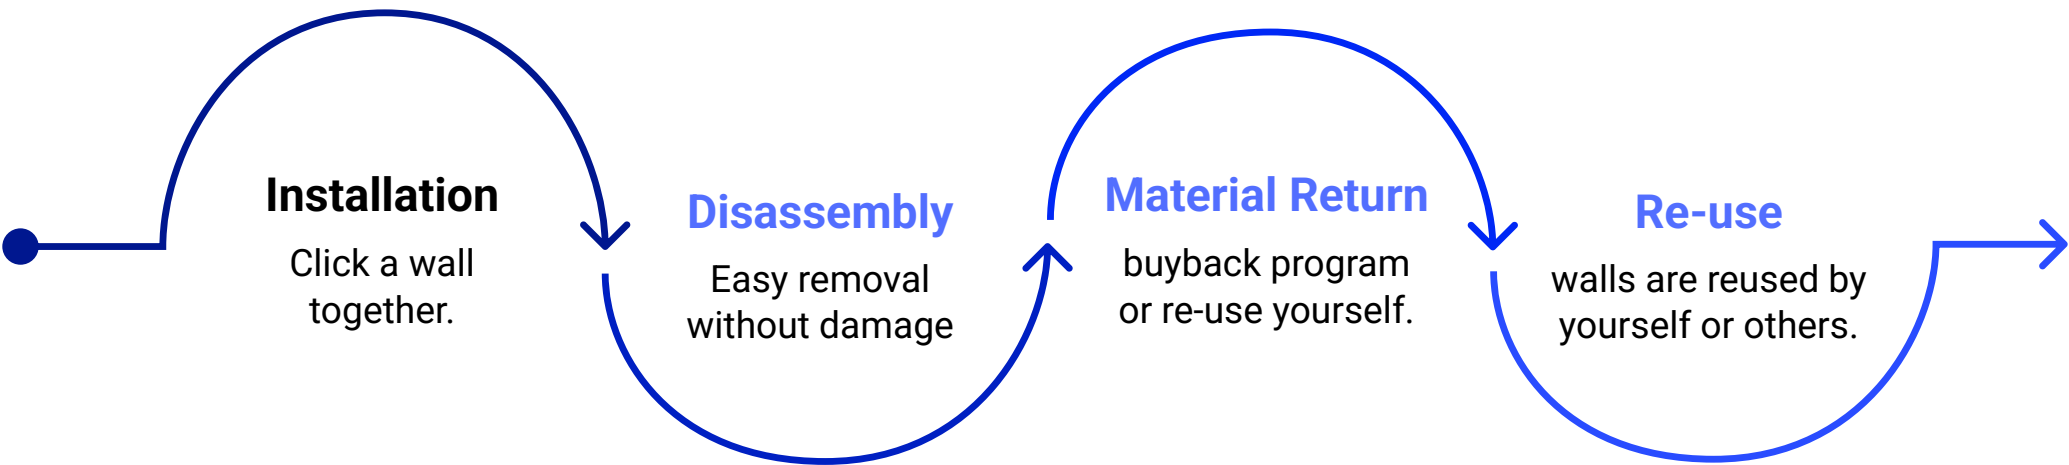 Installation
Click a wall
together.
Disassembly
Easy removal
without damage
Material Return
buyback program
or re-use yourself.
Re-use
walls are reused by
yourself or others.